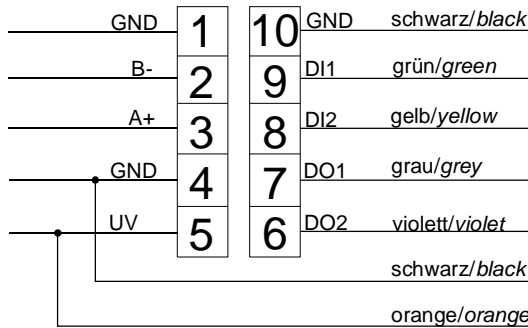 GND 1 10 GND schwarz/black
B- 2 9 DI1 grün/green
A+ 3 8 DI2 gelb/yellow
GND 4 7 DO1 grau/grey
UV 5 6 DO2 violett/violet
schwarz/black
orange/orange